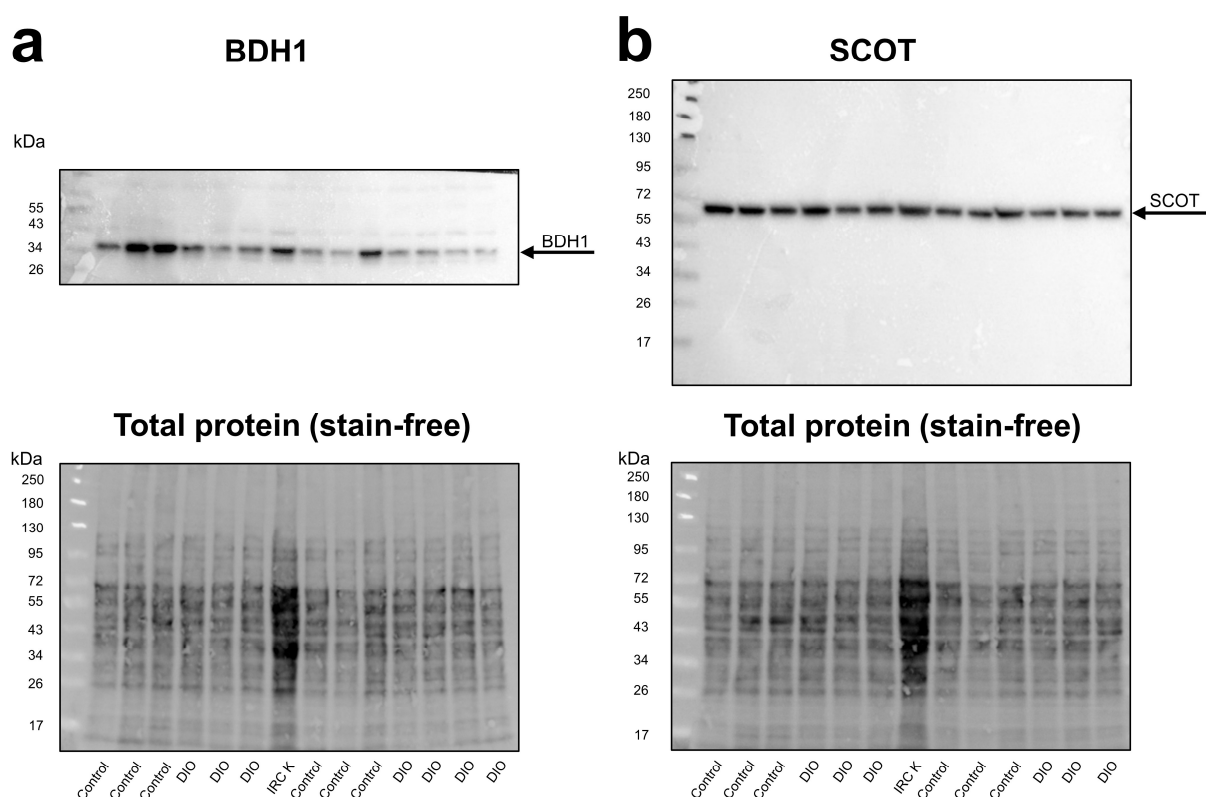 a
BDH1
kDa
55
43
34
26
BDH1
Total protein (stain-free)
kDa
250
180
130
95
72
55
43
34
26
17
Control
Control
Control
DIO
DIO
DIO
IRC K
Control
Control
Control
DIO
DIO
DIO
DIO
b
SCOT
250
180
130
95
72
55
43
34
26
17
SCOT
Total protein (stain-free)
kDa
250
180
130
95
72
55
43
34
26
17
Control
Control
Control
DIO
DIO
DIO
IRC K
Control
Control
Control
DIO
DIO
DIO